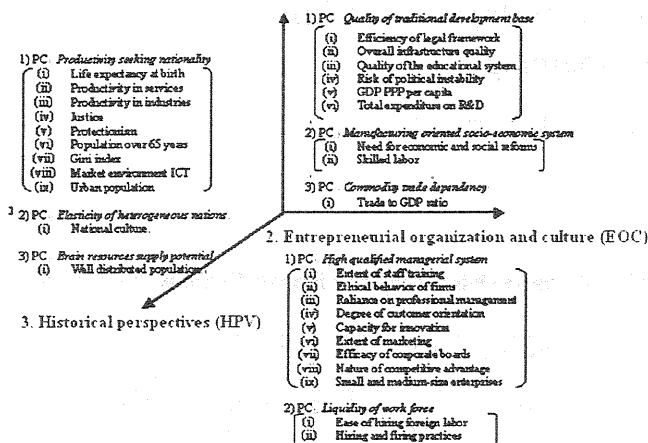 1) PC Quality of traditional development base
(i) Efficiency of legal framework
(ii) Overall infrastructure quality
(iii) Quality of the educational system
(iv) Risk of political instability
(v) GDP PPP per capita
(vi) Total expenditure on R&D
2) PC Manufacturing oriented socio-economic system
(i) Need for economic and social reforms
(ii) Skilled labor
3) PC Commodity trade dependency
(i) Trade to GDP ratio
1) PC Productivity seeking nationality
(i) Life expectancy at birth
(ii) Productivity in services
(iii) Productivity in industries
(iv) Justice
(v) Protectionism
(vi) Population over 65 years
(vii) Gini index
(viii) Market environment ICT
(ix) Urban population
2) PC Elasticity of heterogeneous nations
(i) National culture.
3) PC Brain resources supply potential
(i) Wall distributed population.
3. Historical perspectives (HPV)
2. Entrepreneurial organization and culture (EOC)
1) PC High qualified managerial system
(i) Extent of staff training
(ii) Ethical behavior of firms
(iii) Reliance on professional management
(iv) Degree of customer orientation
(v) Capacity for innovation
(vi) Extent of marketing
(vii) Efficacy of corporate boards
(viii) Nature of competitive advantage
(ix) Small and medium-size enterprises
2) PC Liquidity of work force
(i) Ease of hiring foreign labor
(ii) Hiring and firing practices